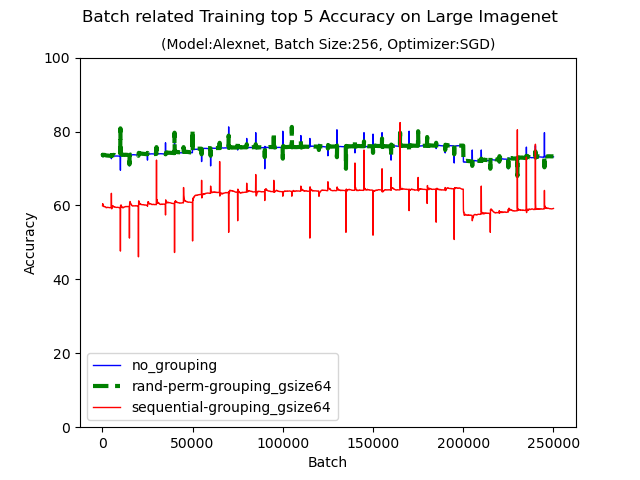 Batch related Training top 5 Accuracy on Large Imagenet
(Model:Alexnet, Batch Size:256, Optimizer:SGD)
100
80
60
40
20
0
Accuracy
no_grouping
rand-perm-grouping_gsize64
sequential-grouping_gsize64
0 50000 100000 150000 200000 250000
Batch